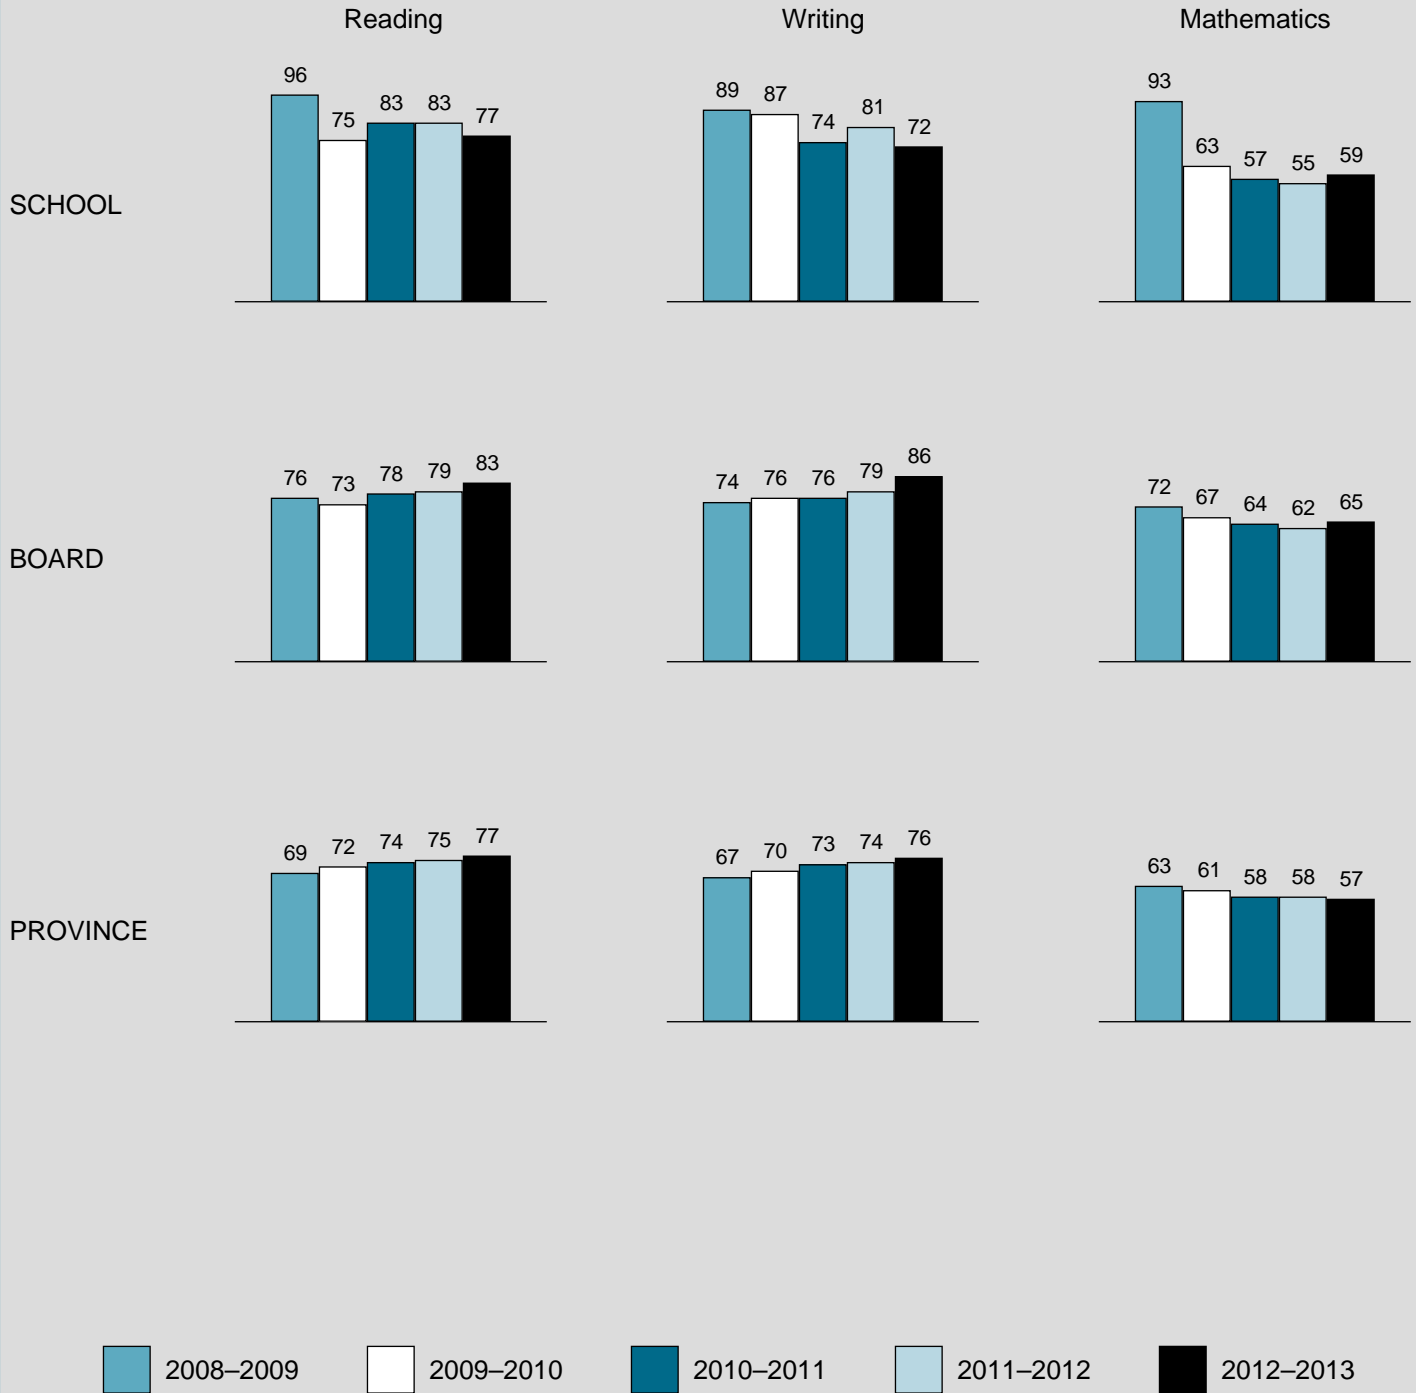 Reading Writing Mathematics
96 75 83 83 77 89 87 74 81 72 93 63 57 55 59
SCHOOL
76 73 78 79 83 74 76 76 79 86 72 67 64 62 65
BOARD
69 72 74 75 77 67 70 73 74 76 63 61 58 58 57
PROVINCE
2008–2009 2009–2010 2010–2011 2011–2012 2012–2013